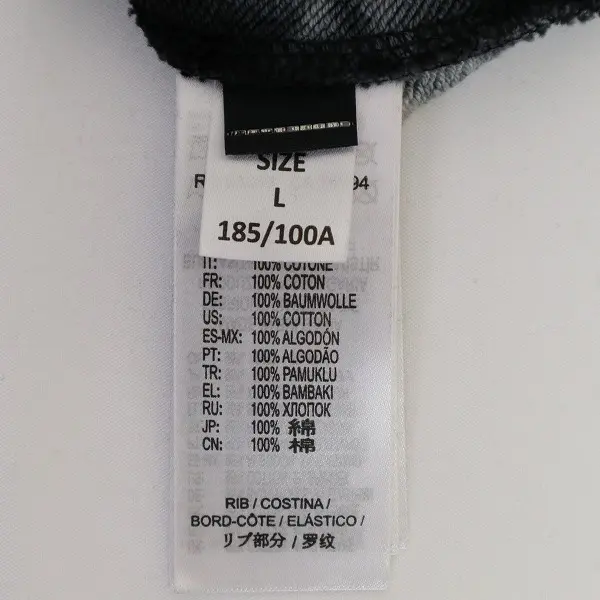 SIZE
L
185/100A
94
IT: 100% COTONE
FR: 100% COTON
DE: 100% BAUMWOLLE
US: 100% COTTON
ES-MX: 100% ALGODÓN
PT: 100% ALGODÃO
TR: 100% PAMUKLU
EL: 100% BAMBAKI
RU: 100% ХЛОПОК
JP: 100% 綿
CN: 100% 棉
RIB / COSTINA /
BORD-CÔTE / ELÁSTICO /
リブ部分 / 罗纹